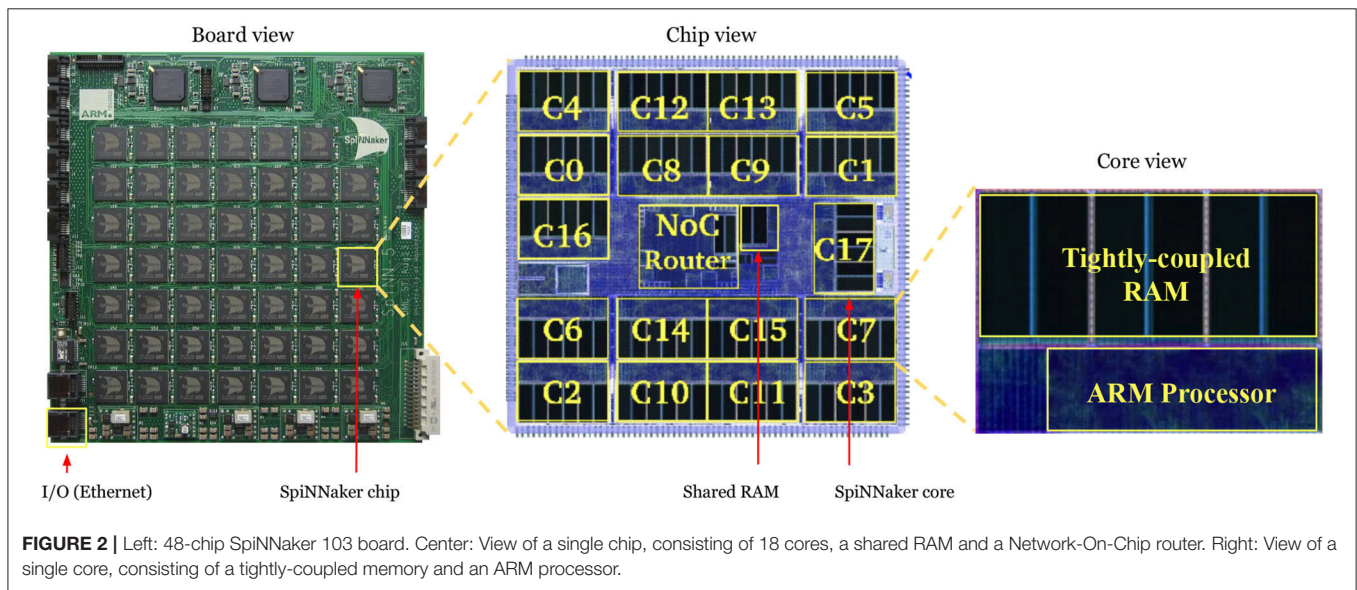 Board view
Chip view
Core view
ARM
SpiNNaker
C4
C12
C13
C5
C0
C8
C9
C1
C16
NoC
Router
C17
C6
C14
C15
C7
C2
C10
C11
C3
Tightly-coupled
RAM
ARM Processor
I/O (Ethernet)
SpiNNaker chip
Shared RAM
SpiNNaker core
FIGURE 2 | Left: 48-chip SpiNNaker 103 board. Center: View of a single chip, consisting of 18 cores, a shared RAM and a Network-On-Chip router. Right: View of a
single core, consisting of a tightly-coupled memory and an ARM processor.